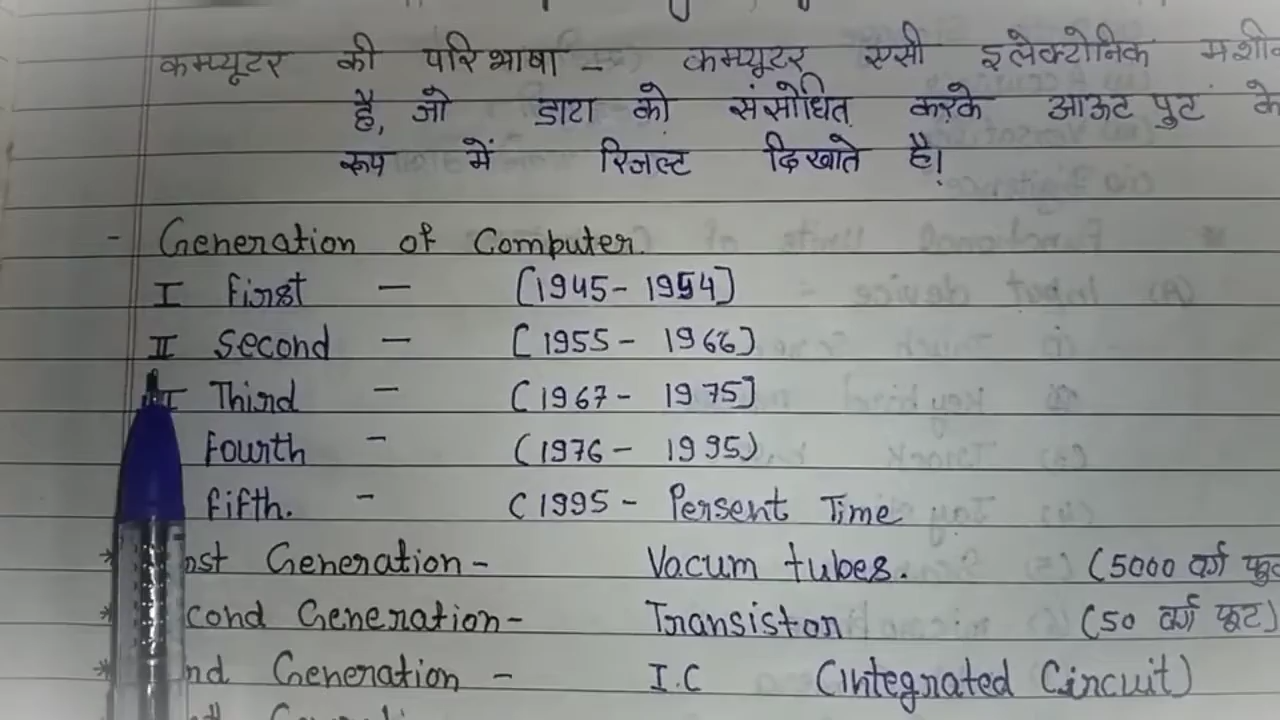 कम्प्यूटर की परिभाषा - कम्प्यूटर एसी इलेक्टोनिक
है, जो डाटा को संसोधित करके आऊट पुट के
रूप में रिजल्ट दिखाते है।
- Generation of Computer.
I First - (1945 - 1954)
II Second - (1955 - 1966)
Third - (1967 - 1975)
Fourth - (1976 - 1995)
Fifth. - (1995 - Persent Time
* Generation - Vacum tubes. (5000 वर्ग
* cond Generation - Transistor (50 वर्ग फूट)
* nd Generation - I.C (Integrated Circuit)